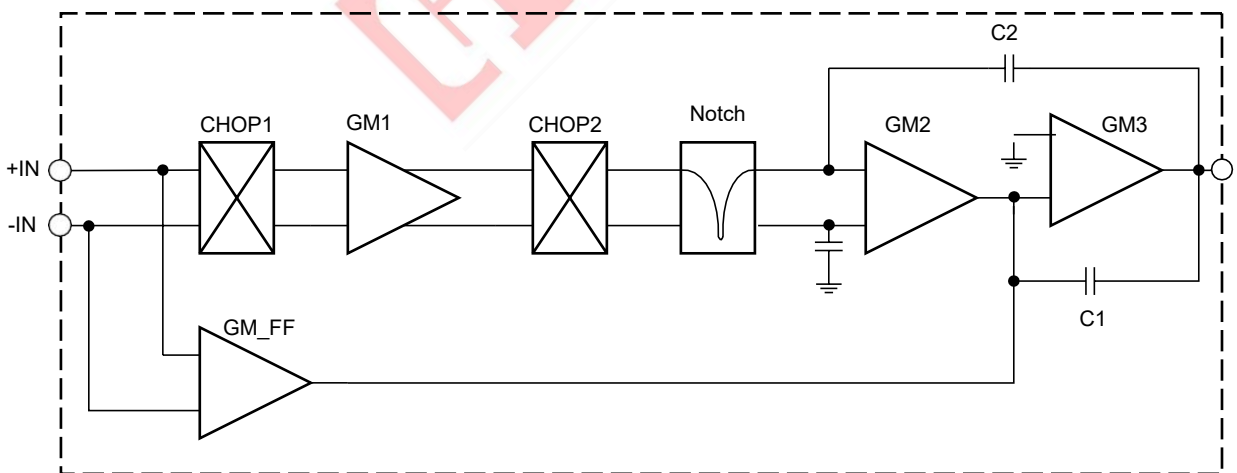 C2
CHOP1
GM1
CHOP2
Notch
GM2
GM3
+IN
-IN
C1
GM_FF